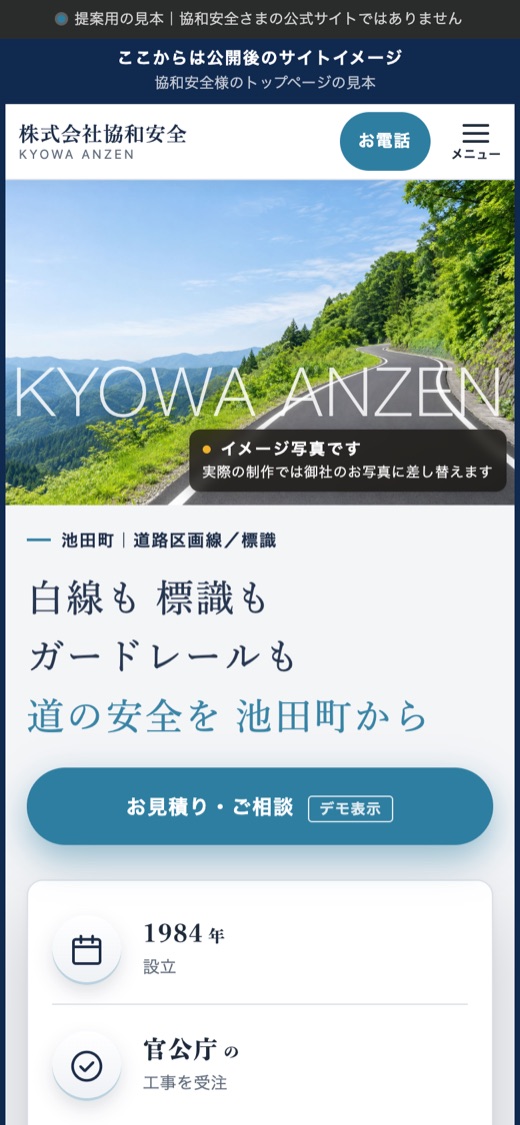 提案用の見本｜協和安全さまの公式サイトではありません
ここからは公開後のサイトイメージ
協和安全様のトップページの見本
株式会社協和安全
KYOWA ANZEN
お電話
メニュー
KYOWA ANZEN
イメージ写真です
実際の制作では御社のお写真に差し替えます
池田町｜道路区画線／標識
白線も 標識も
ガードレールも
道の安全を 池田町から
お見積り・ご相談 デモ表示
1984 年
設立
官公庁 の
工事を受注